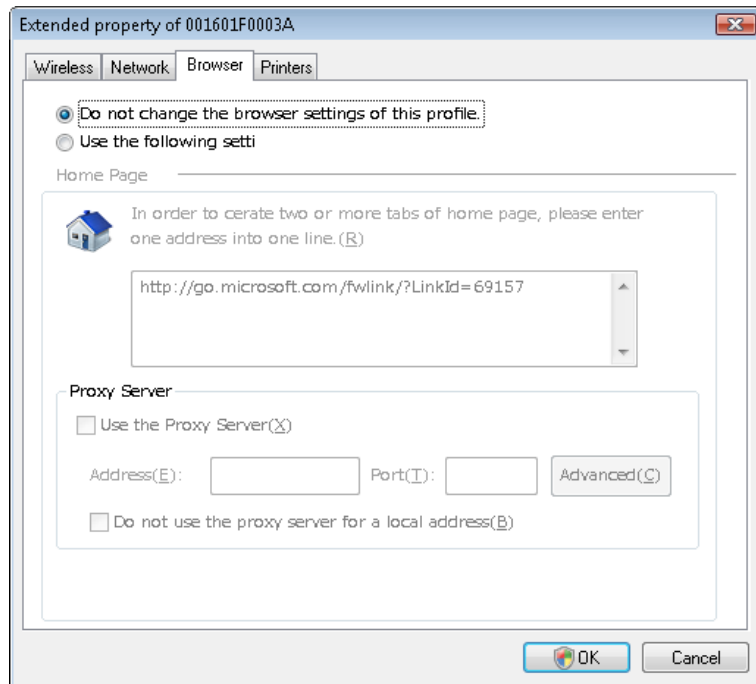 Extended property of 001601F0003A
Wireless Network Browser Printers
Do not change the browser settings of this profile.
Use the following setti
Home Page
In order to cerate two or more tabs of home page, please enter
one address into one line.(R)
http://go.microsoft.com/fwlink/?LinkId=69157
Proxy Server
Use the Proxy Server(X)
Address(E): Port(T): Advanced(C)
Do not use the proxy server for a local address(B)
OK Cancel